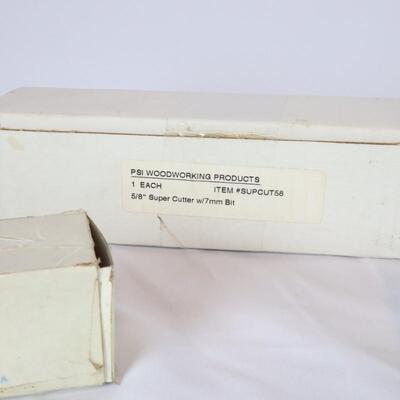 PSI WOODWORKING PRODUCTS
1 EACH ITEM #SUPCUT58
5/8" Super Cutter w/7mm Bit